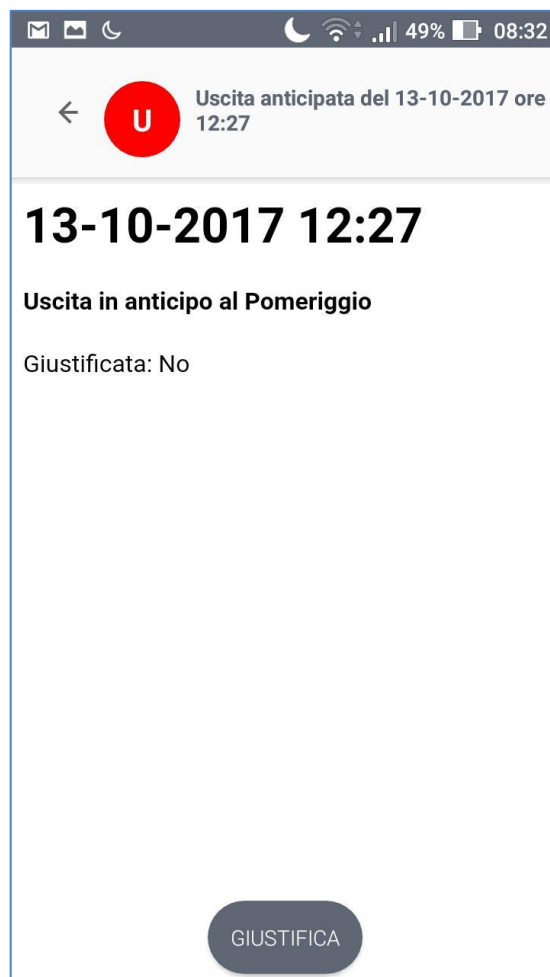 49% 08:32
U
Uscita anticipata del 13-10-2017 ore
12:27
13-10-2017 12:27
Uscita in anticipo al Pomeriggio
Giustificata: No
GIUSTIFICA